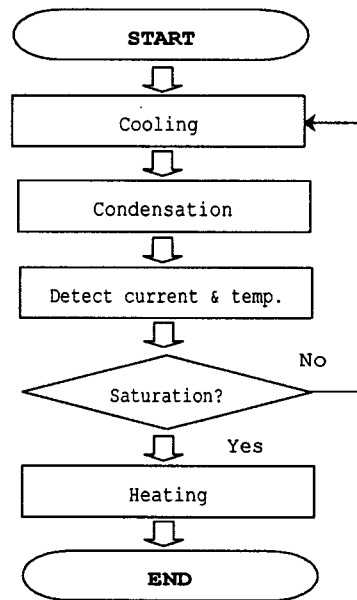 START
Cooling
Condensation
Detect current & temp.
Saturation?
No
Yes
Heating
END